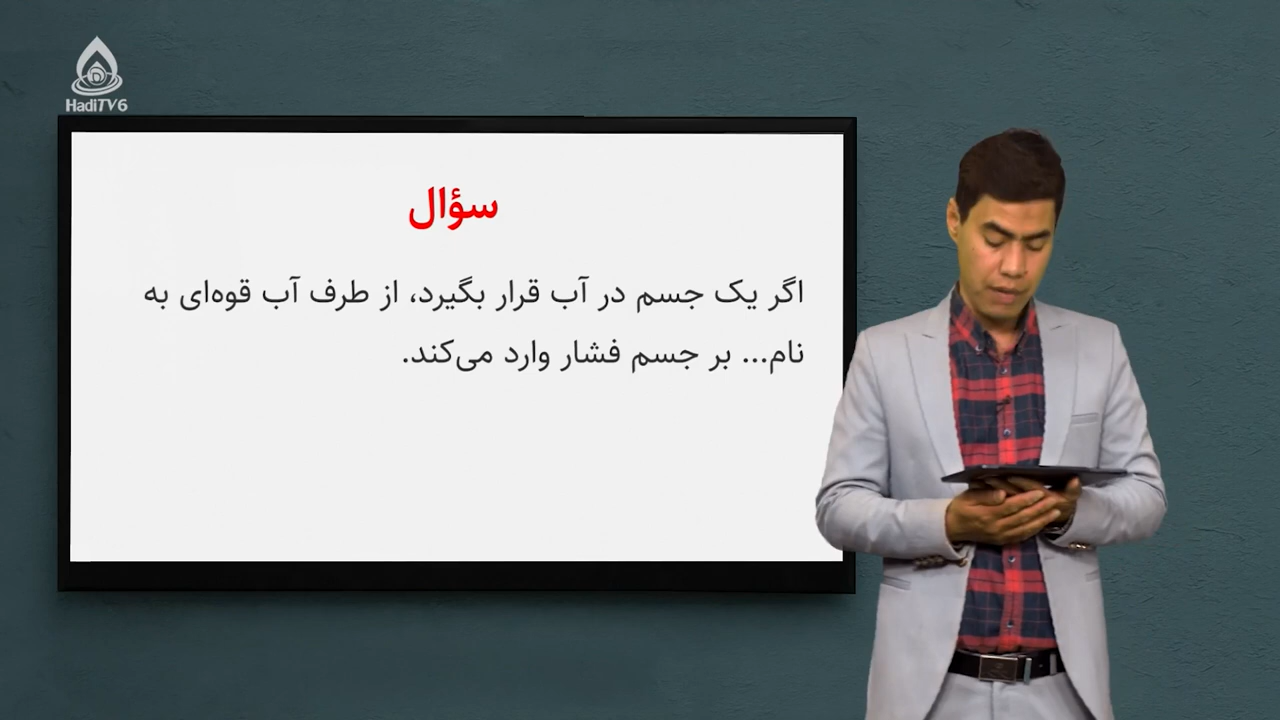 HadiTV6
سؤال
اگر یک جسم در آب قرار بگیرد، از طرف آب قوه‌ای به
نام... بر جسم فشار وارد می‌کند.